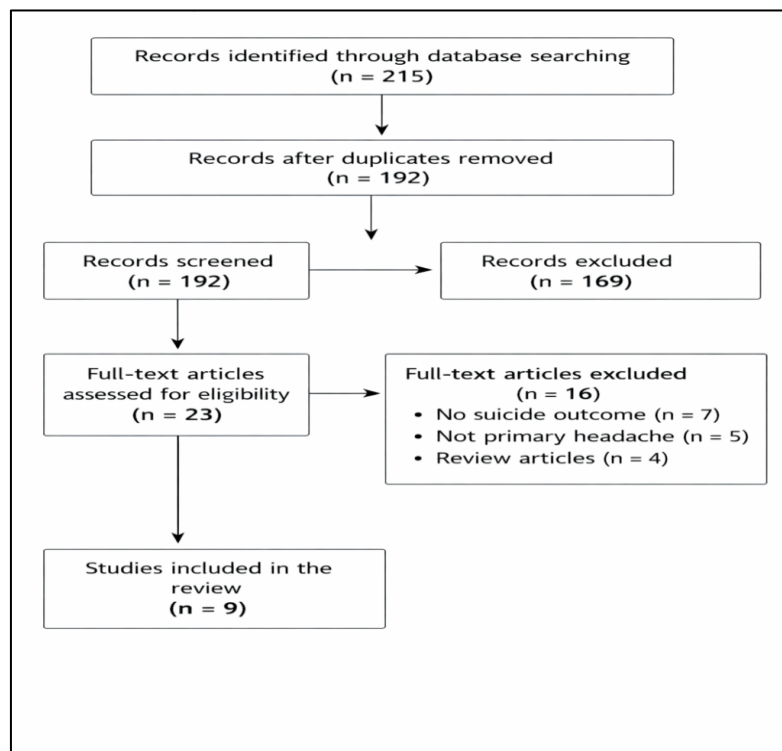 Records identified through database searching
(n = 215)
Records after duplicates removed
(n = 192)
Records screened
(n = 192)
Records excluded
(n = 169)
Full-text articles
assessed for eligibility
(n = 23)
Full-text articles excluded
(n = 16)
• No suicide outcome (n = 7)
• Not primary headache (n = 5)
• Review articles (n = 4)
Studies included in the
review
(n = 9)